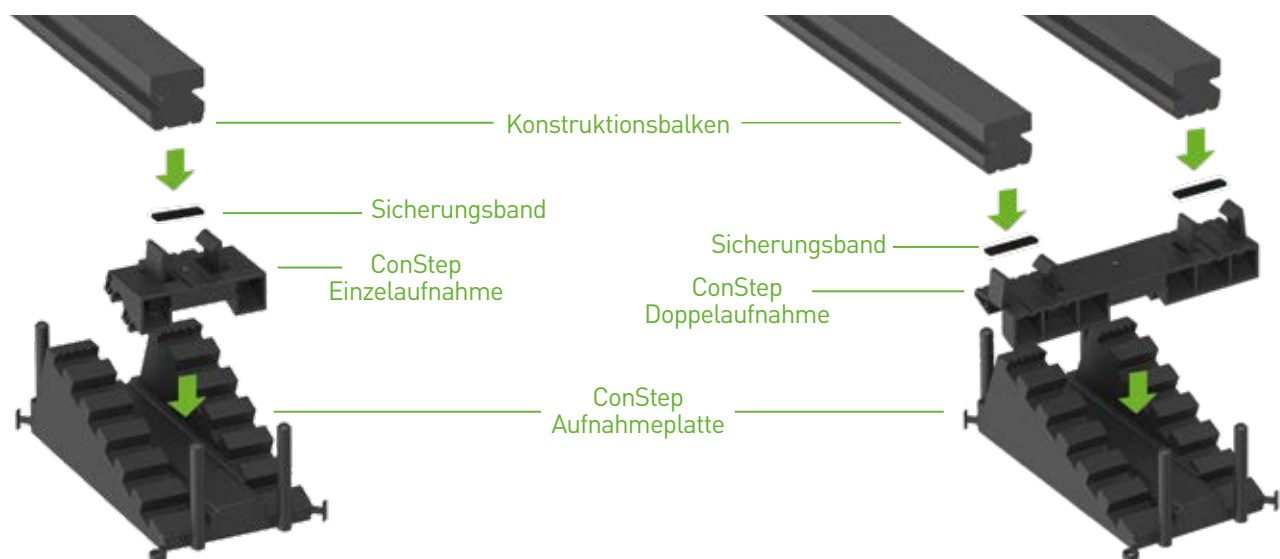 Konstruktionsbalken
Sicherungsband
ConStep
Einzelaufnahme
Sicherungsband
ConStep
Doppelaufnahme
ConStep
Aufnahmeplatte